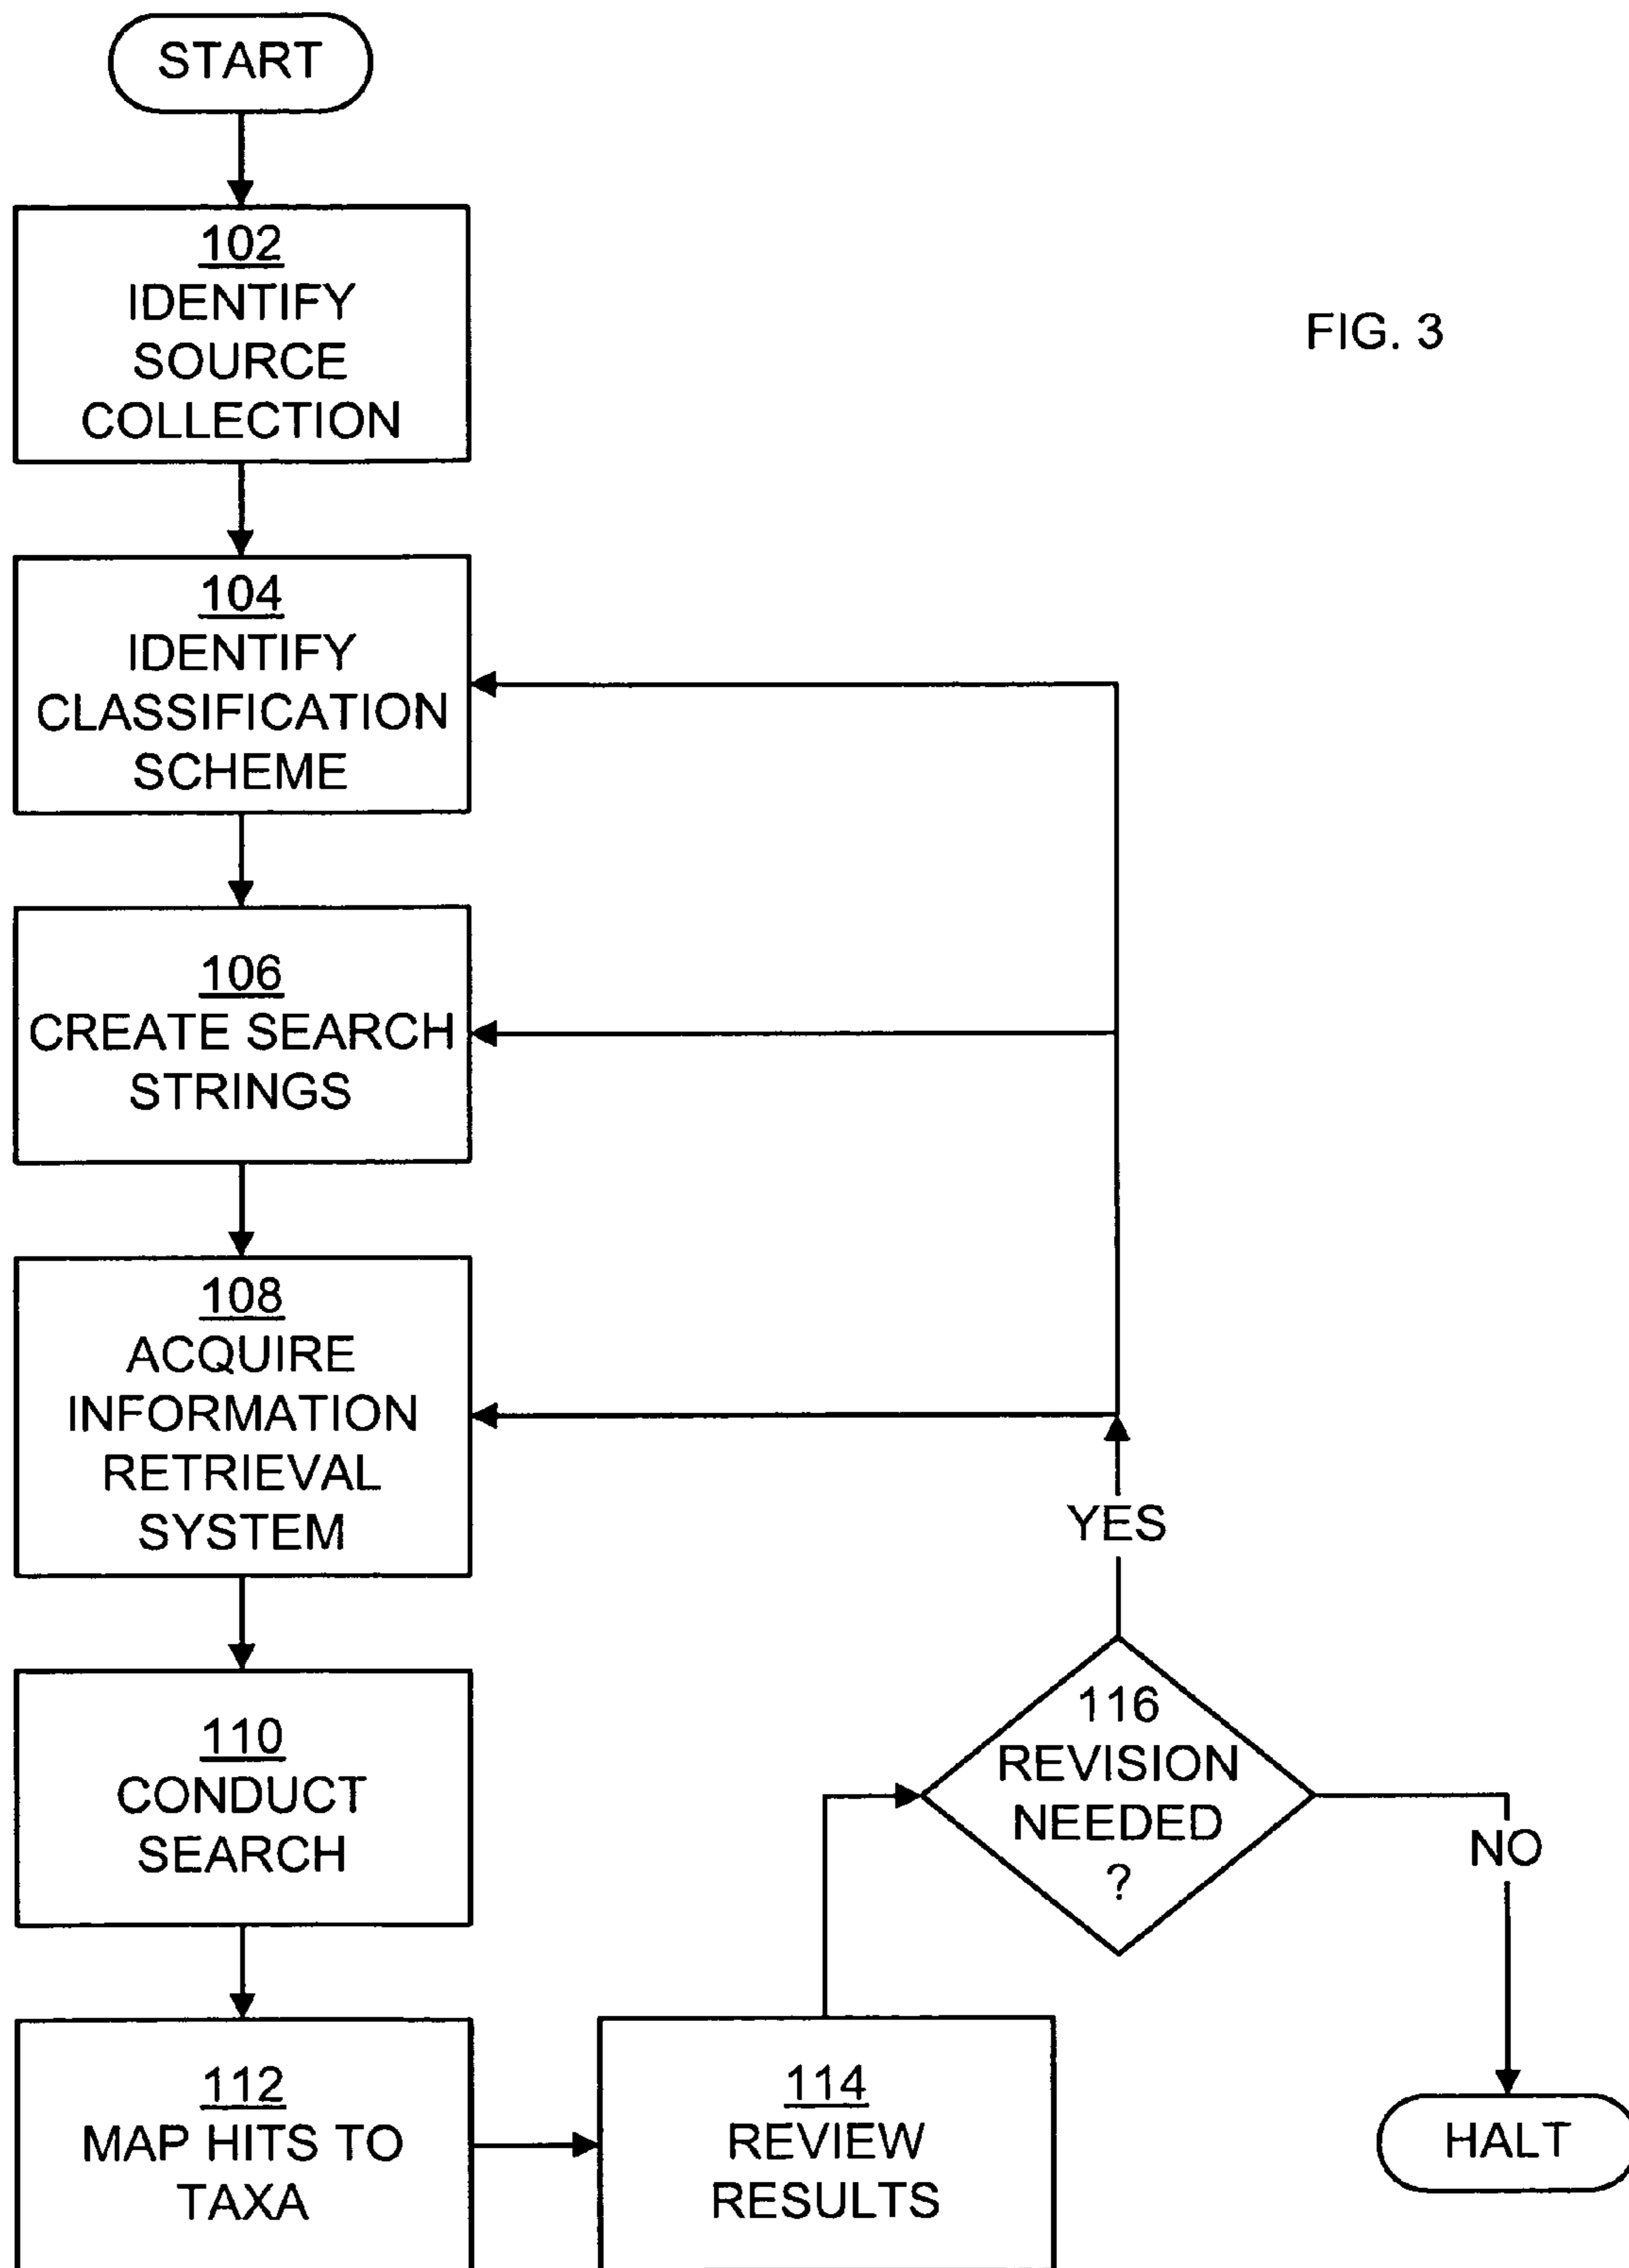 START
102
IDENTIFY
SOURCE
COLLECTION
FIG. 3
104
IDENTIFY
CLASSIFICATION
SCHEME
106
CREATE SEARCH
STRINGS
108
ACQUIRE
INFORMATION
RETRIEVAL
SYSTEM
110
CONDUCT
SEARCH
112
MAP HITS TO
TAXA
114
REVIEW
RESULTS
116
REVISION
NEEDED
?
YES
NO
HALT